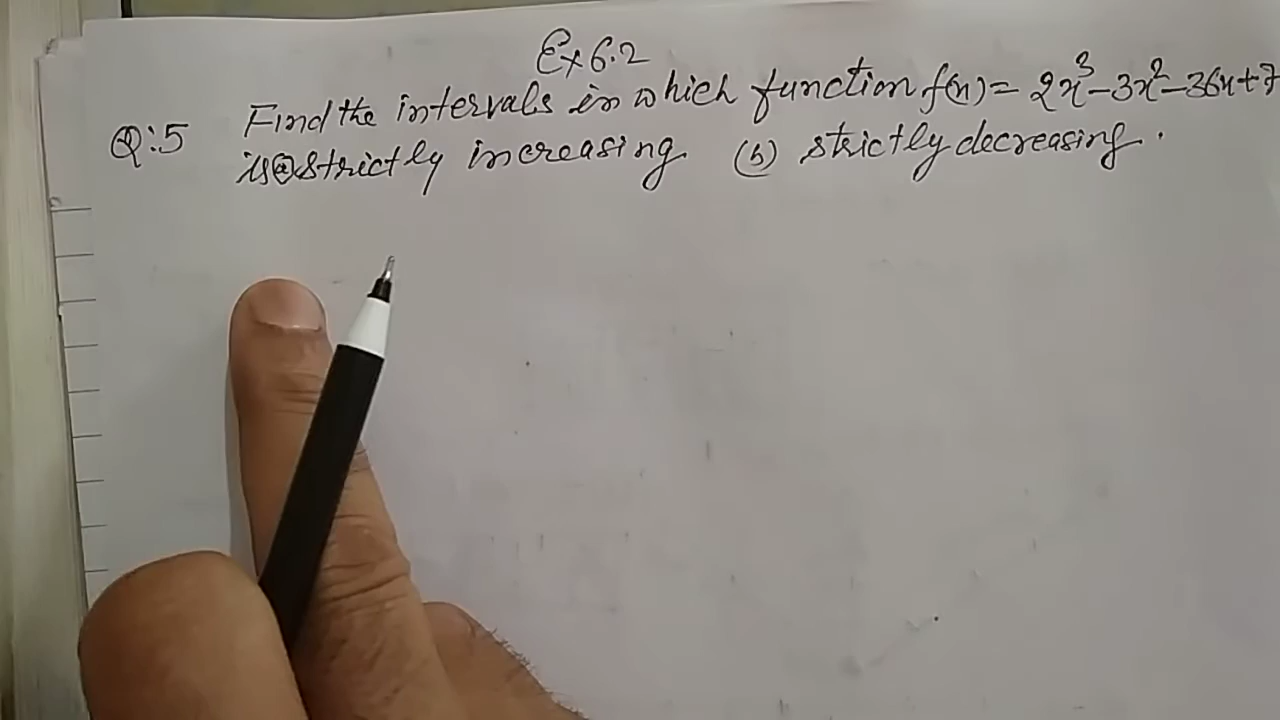 Ex 6.2
Q:5 Find the intervals in which function f(x) = 2x³ - 3x² - 36x + 7
is (a) strictly increasing. (b) strictly decreasing.